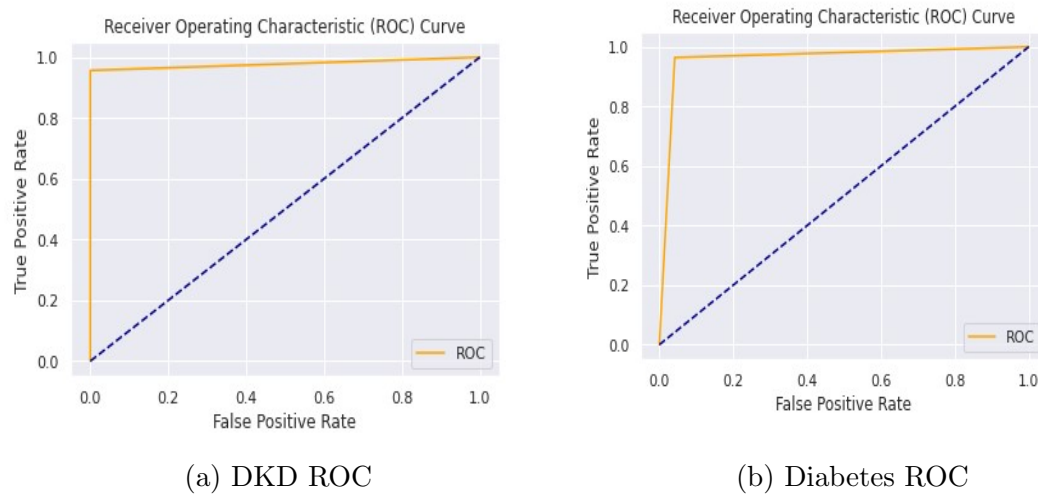 Receiver Operating Characteristic (ROC) Curve
1.0
0.8
0.6
0.4
0.2
0.0
True Positive Rate
ROC
0.0 0.2 0.4 0.6 0.8 1.0
False Positive Rate
(a) DKD ROC
Receiver Operating Characteristic (ROC) Curve
1.0
0.8
0.6
0.4
0.2
0.0
True Positive Rate
ROC
0.0 0.2 0.4 0.6 0.8 1.0
False Positive Rate
(b) Diabetes ROC